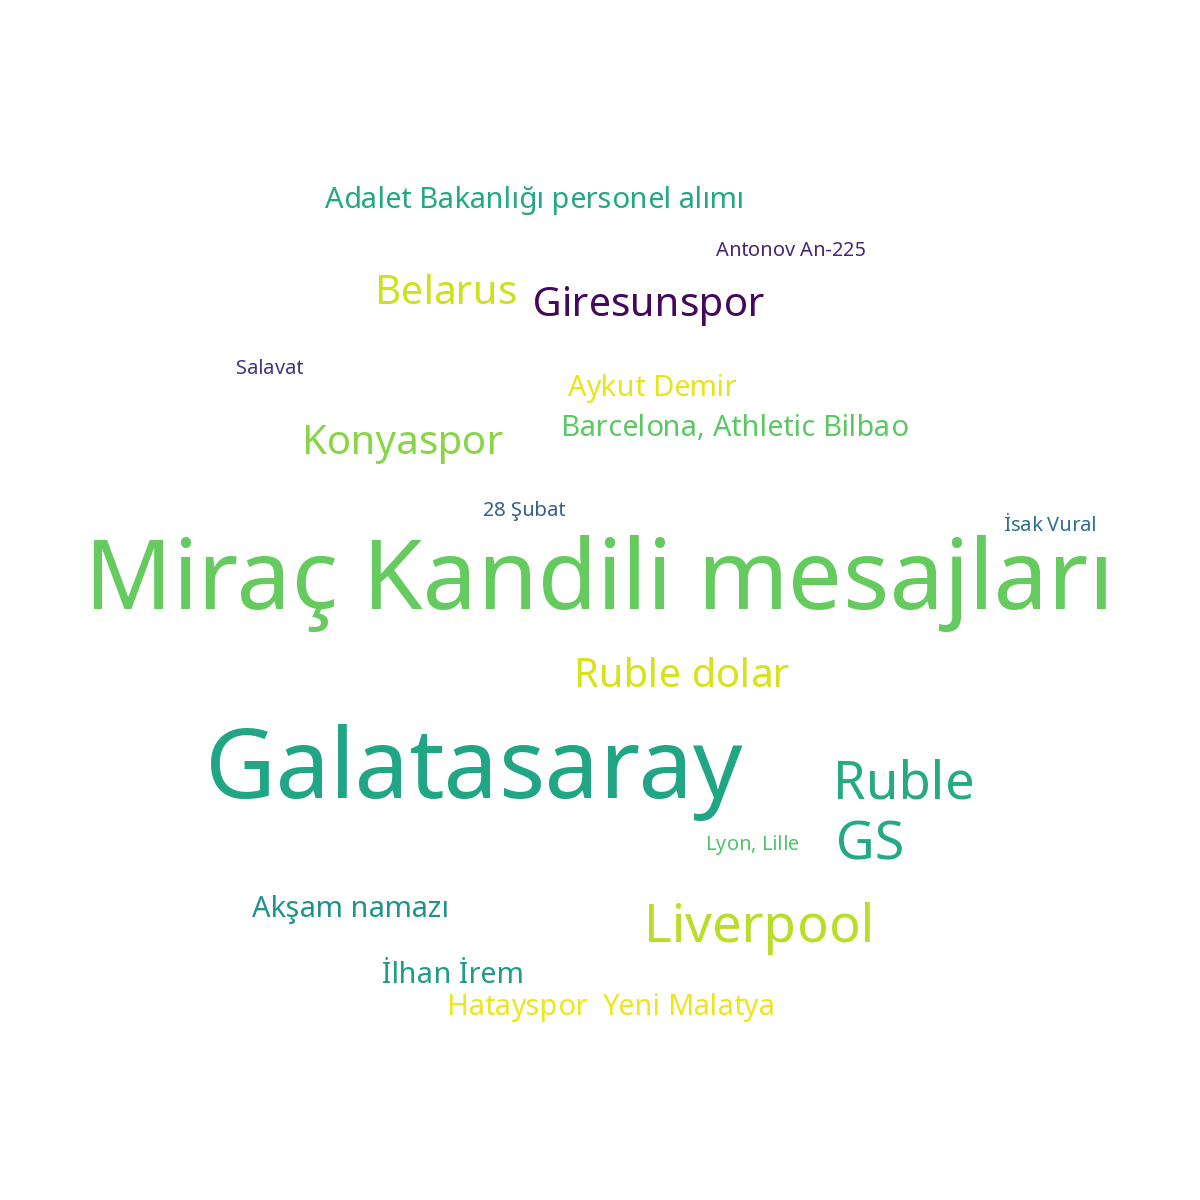 Adalet Bakanlığı personel alımı
Antonov An-225
Belarus
Giresunspor
Salavat
Aykut Demir
Barcelona, Athletic Bilbao
Konyaspor
28 Şubat
İsak Vural
Miraç Kandili mesajları
Ruble dolar
Galatasaray
Ruble
GS
Lyon, Lille
Akşam namazı
Liverpool
İlhan İrem
Hatayspor  Yeni Malatya